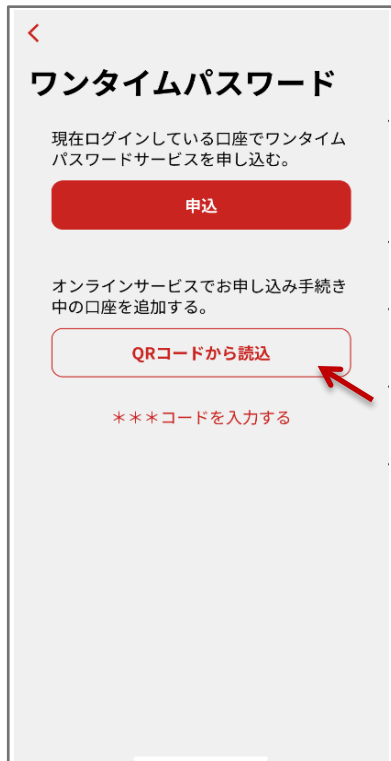 ワンタイムパスワード
現在ログインしている口座でワンタイム
パスワードサービスを申し込む。
申込
オンラインサービスでお申し込み手続き
中の口座を追加する。
QRコードから読込
＊＊＊コードを入力する